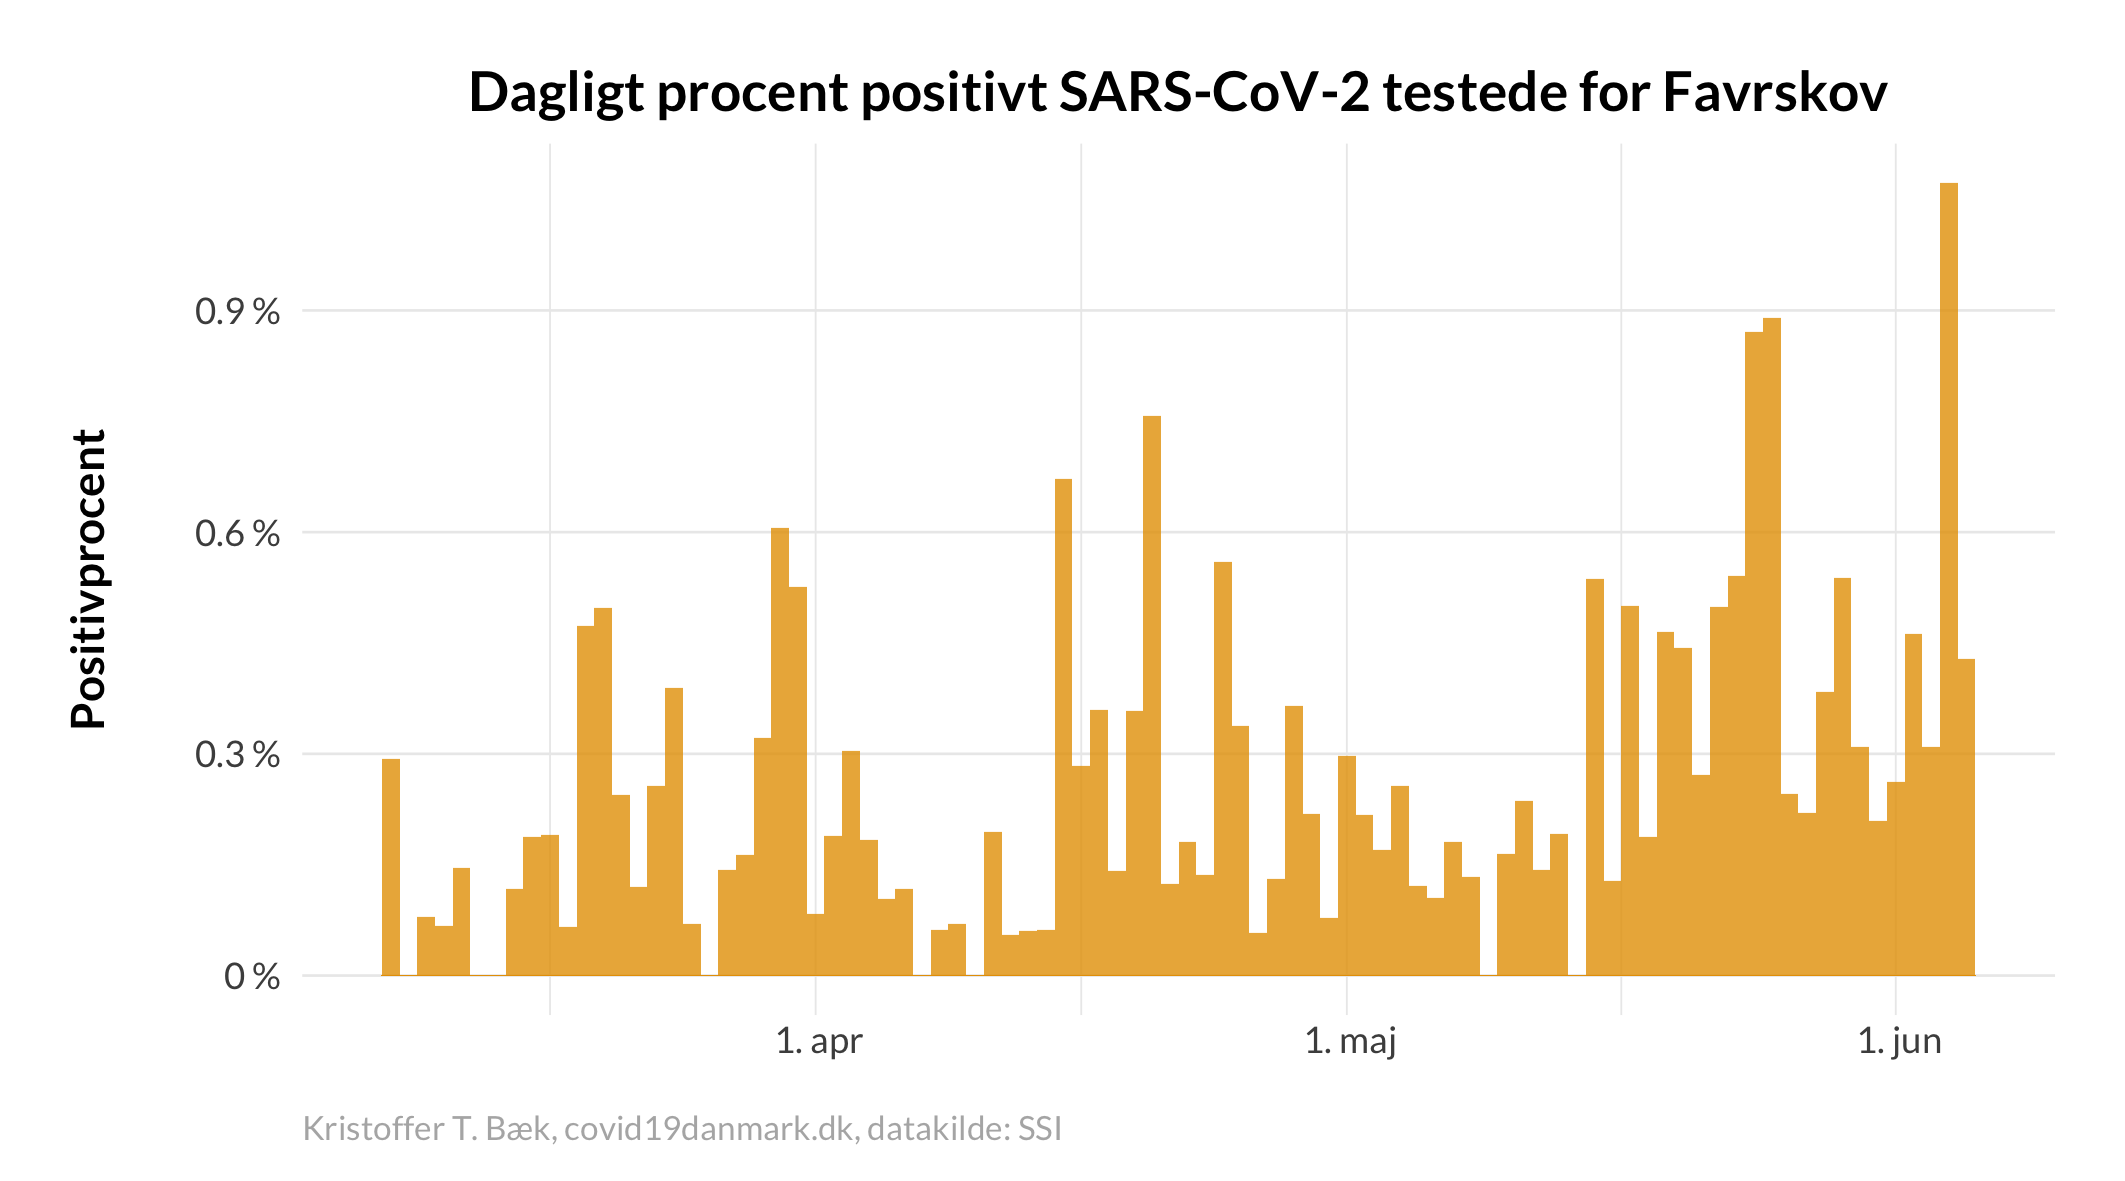 Dagligt procent positivt SARS-CoV-2 testede for Favrskov
Positivprocent
0.9 %
0.6 %
0.3 %
0 %
1. apr
1. maj
1. jun
Kristoffer T. Bæk, covid19danmark.dk, datakilde: SSI